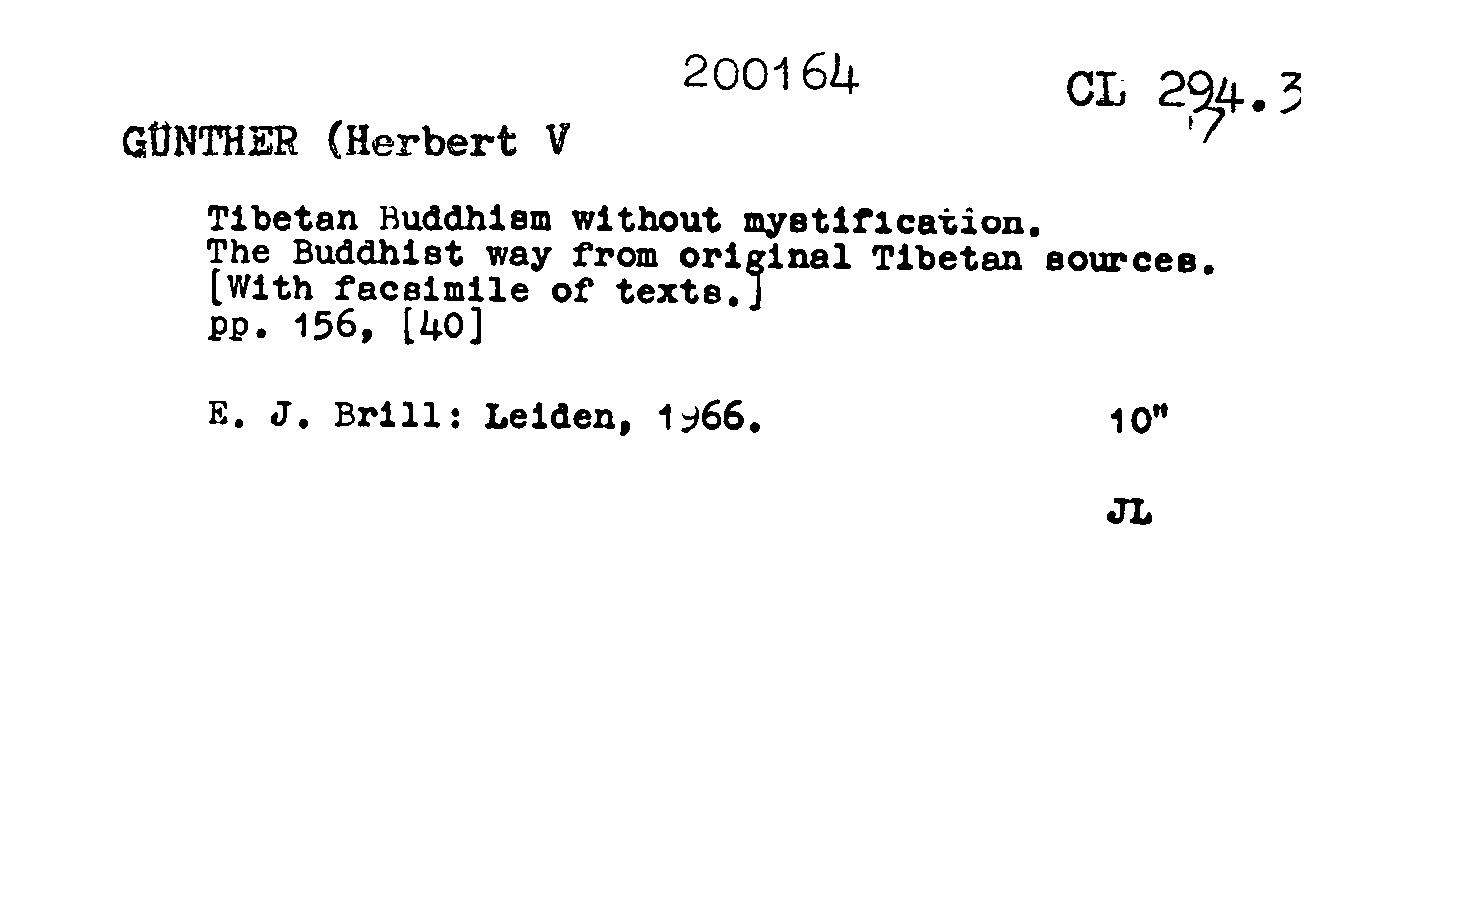 200164
CL 294.3
GÜNTHER (Herbert V
Tibetan Buddhism without mystification.
The Buddhist way from original Tibetan sources.
[With facsimile of texts.]
pp. 156, [40]
E. J. Brill: Leiden, 1966.
10"
JL